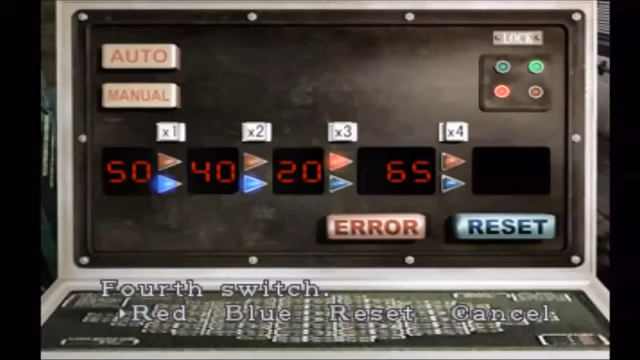 LOCK
AUTO
MANUAL
x1 x2 x3 x4
50 40 20 65
ERROR RESET
Fourth switch.
Red Blue Reset Cancel